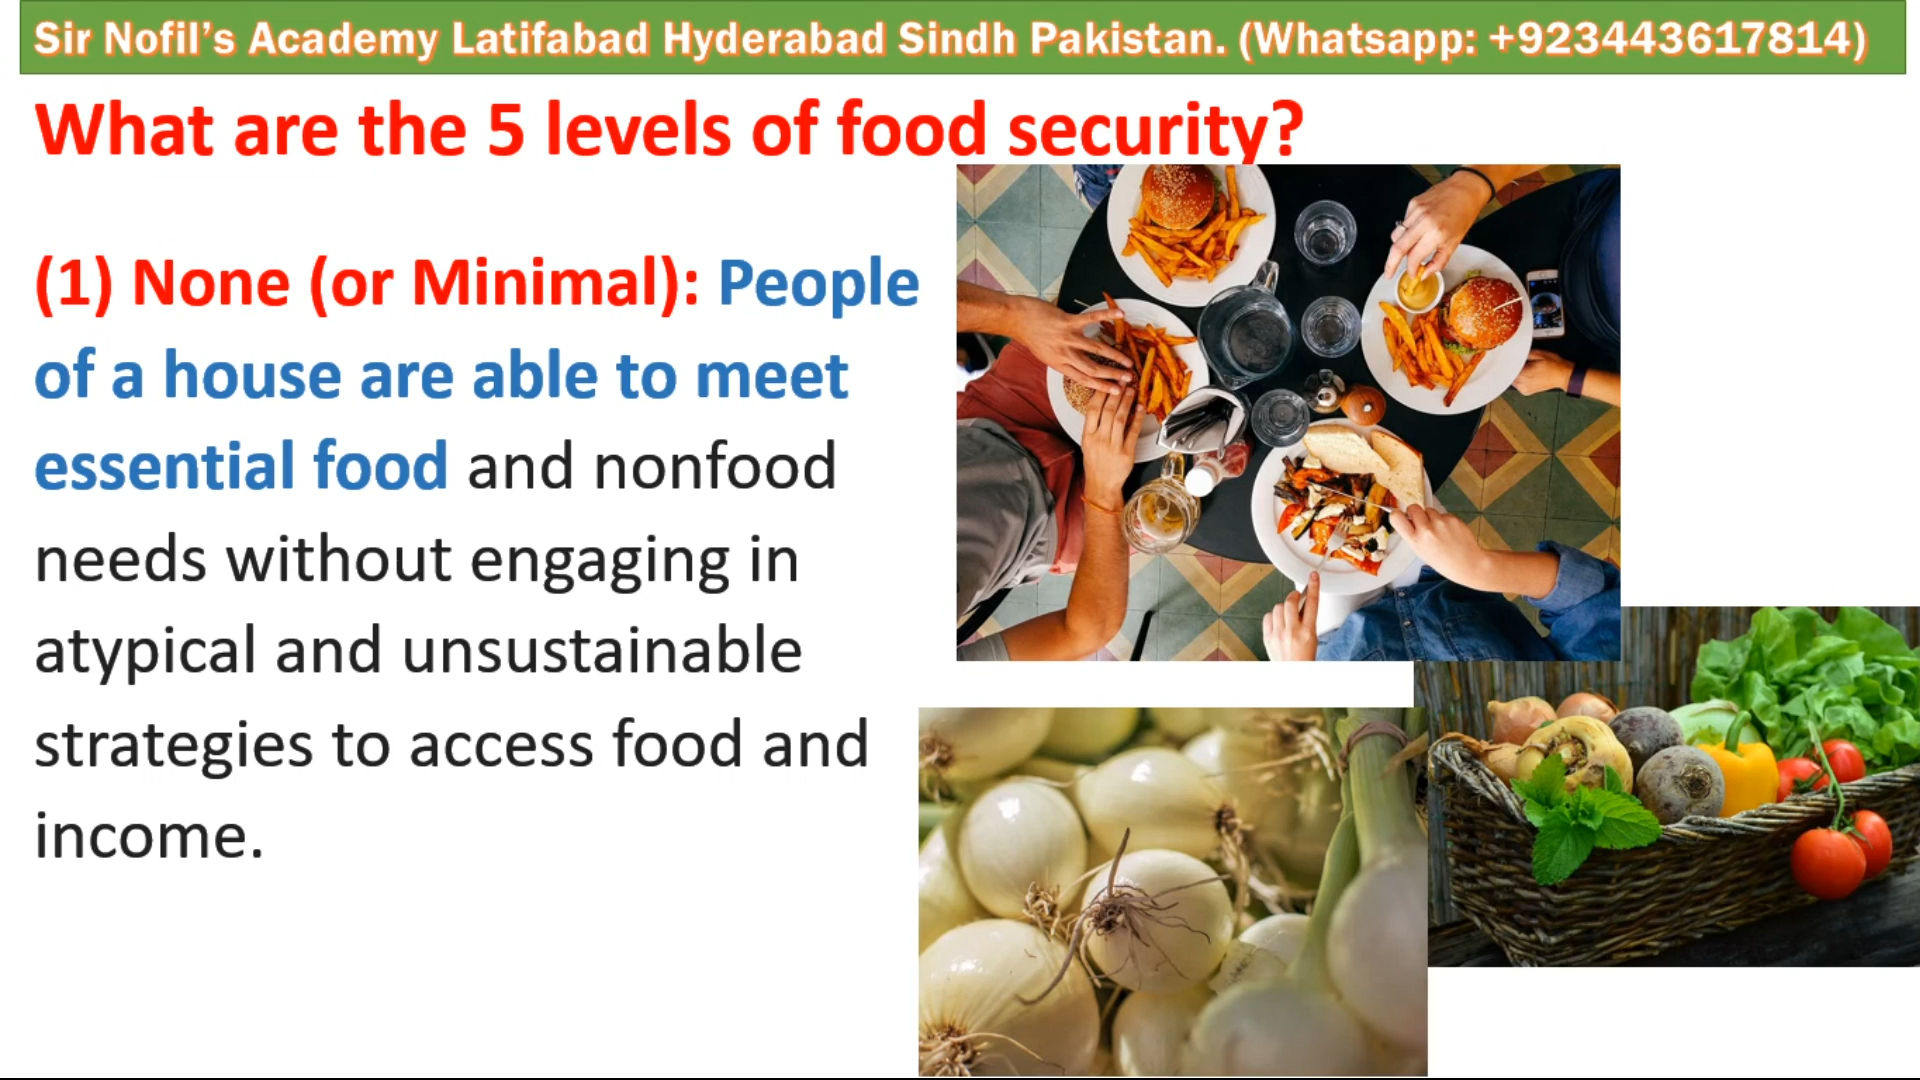 Sir Nofil’s Academy Latifabad Hyderabad Sindh Pakistan. (Whatsapp: +923443617814)
What are the 5 levels of food security?
(1) None (or Minimal): People
of a house are able to meet
essential food and nonfood
needs without engaging in
atypical and unsustainable
strategies to access food and
income.